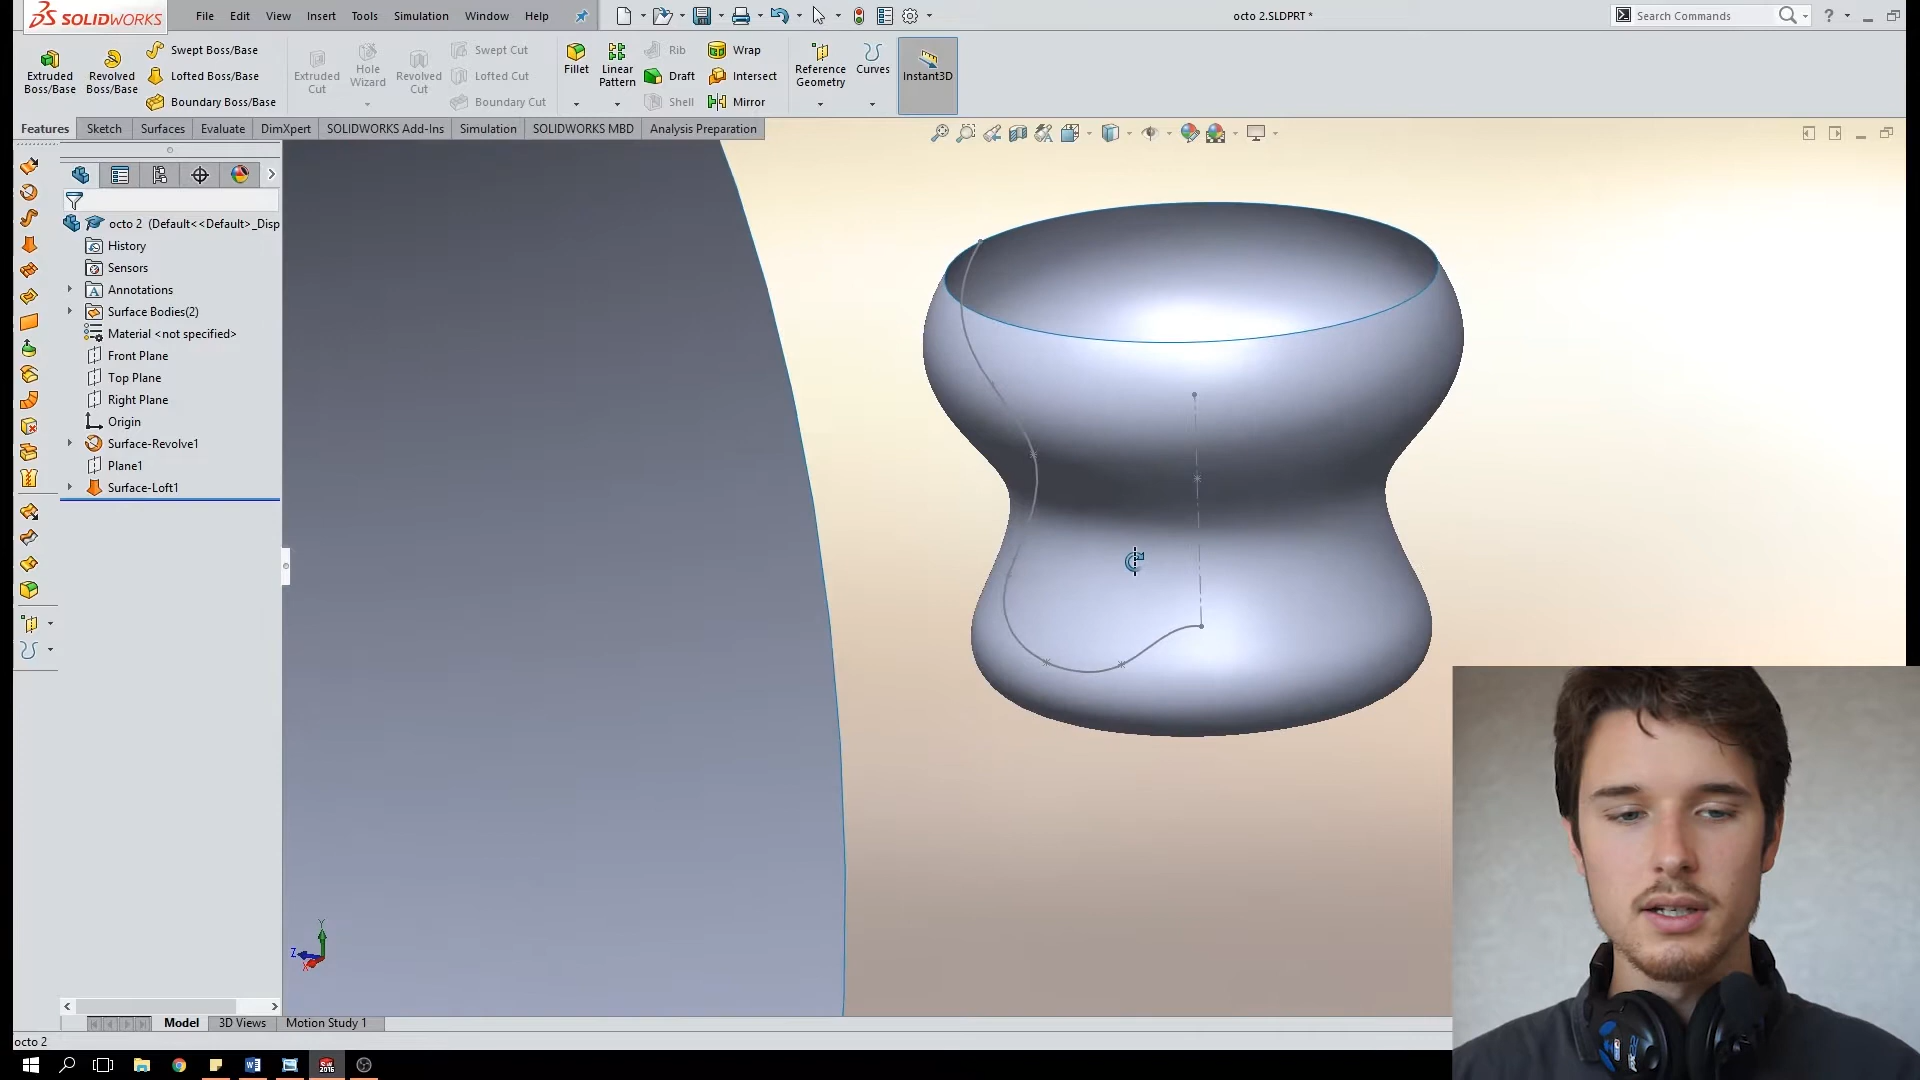 SOLIDWORKS File Edit View Insert Tools Simulation Window Help octo 2.SLDPRT * Search Commands ?
Extruded Boss/Base
Revolved Boss/Base
Swept Boss/Base
Lofted Boss/Base
Boundary Boss/Base
Extruded Cut
Hole Wizard
Revolved Cut
Swept Cut
Lofted Cut
Boundary Cut
Fillet
Linear Pattern
Rib
Draft
Shell
Wrap
Intersect
Mirror
Reference Geometry
Curves
Instant3D
Features Sketch Surfaces Evaluate DimXpert SOLIDWORKS Add-Ins Simulation SOLIDWORKS MBD Analysis Preparation
octo 2 (Default<<Default>_Disp
History
Sensors
A Annotations
Surface Bodies(2)
Material <not specified>
Front Plane
Top Plane
Right Plane
Origin
Surface-Revolve1
Plane1
Surface-Loft1
Y
Z
X
Model 3D Views Motion Study 1
octo 2